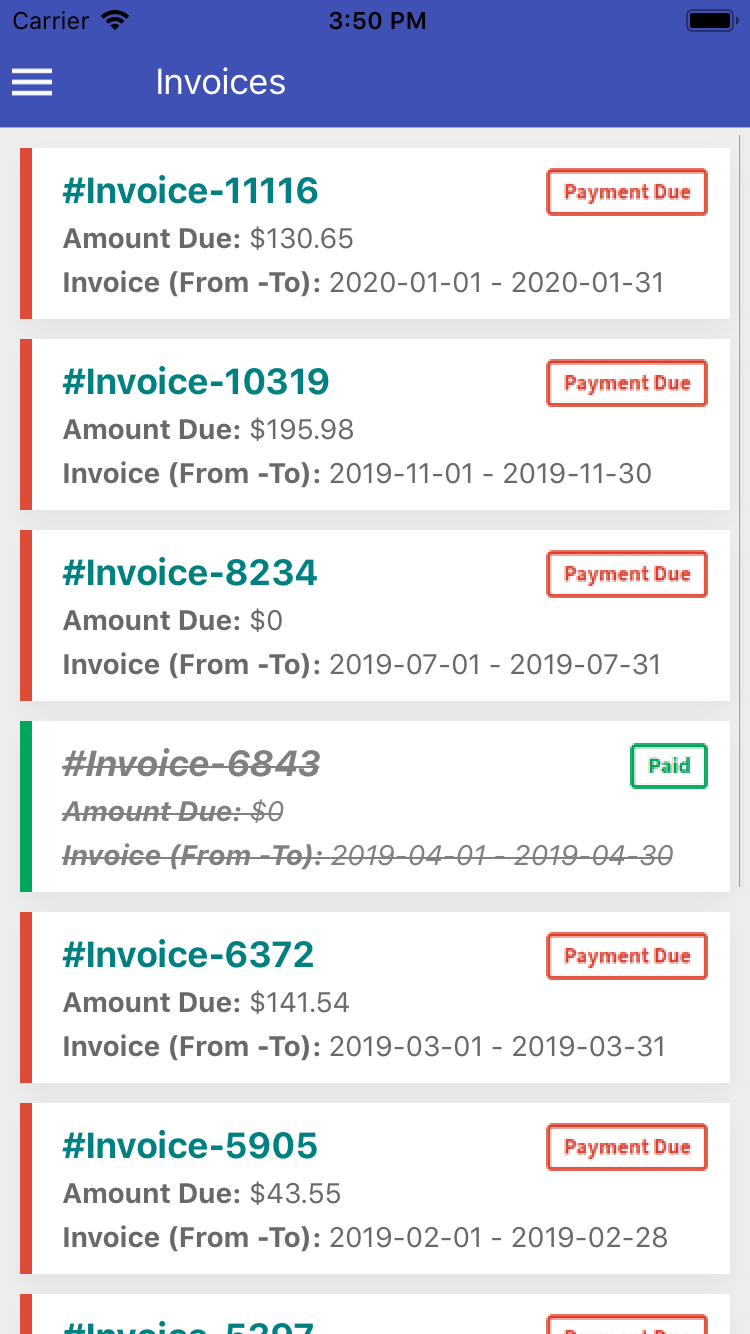 Carrier 3:50 PM
Invoices
#Invoice-11116 Payment Due
Amount Due: $130.65
Invoice (From -To): 2020-01-01 - 2020-01-31
#Invoice-10319 Payment Due
Amount Due: $195.98
Invoice (From -To): 2019-11-01 - 2019-11-30
#Invoice-8234 Payment Due
Amount Due: $0
Invoice (From -To): 2019-07-01 - 2019-07-31
#Invoice-6843 Paid
Amount Due: $0
Invoice (From -To): 2019-04-01 - 2019-04-30
#Invoice-6372 Payment Due
Amount Due: $141.54
Invoice (From -To): 2019-03-01 - 2019-03-31
#Invoice-5905 Payment Due
Amount Due: $43.55
Invoice (From -To): 2019-02-01 - 2019-02-28
#Invoice-5397 Payment Due